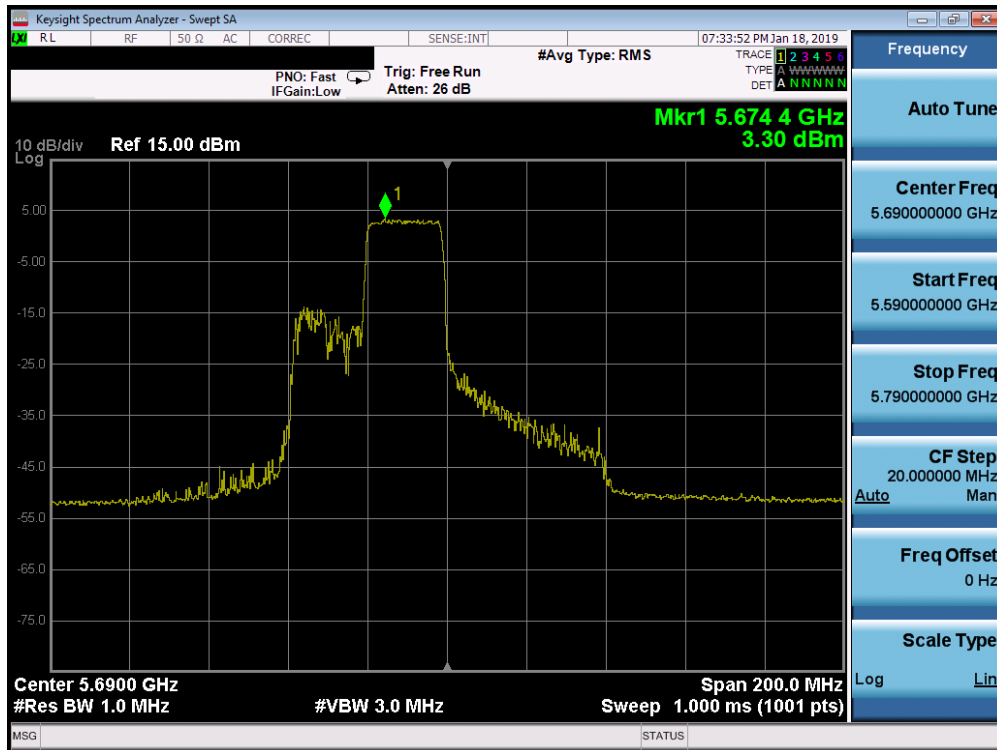 Keysight Spectrum Analyzer - Swept SA
LXI RL RF 50 Ω AC CORREC SENSE:INT 07:33:52 PM Jan 18, 2019
#Avg Type: RMS
TRACE 1 2 3 4 5 6
PNO: Fast Trig: Free Run
TYPE A WWWWW
IFGain:Low Atten: 26 dB
DET A N N N N N
Mkr1 5.674 4 GHz
3.30 dBm
10 dB/div Ref 15.00 dBm
Log
1
5.00
-5.00
-15.0
-25.0
-35.0
-45.0
-55.0
-65.0
-75.0
Center 5.6900 GHz Span 200.0 MHz
#Res BW 1.0 MHz #VBW 3.0 MHz Sweep 1.000 ms (1001 pts)
MSG STATUS
Frequency
Auto Tune
Center Freq
5.690000000 GHz
Start Freq
5.590000000 GHz
Stop Freq
5.790000000 GHz
CF Step
20.000000 MHz
Auto Man
Freq Offset
0 Hz
Scale Type
Log Lin